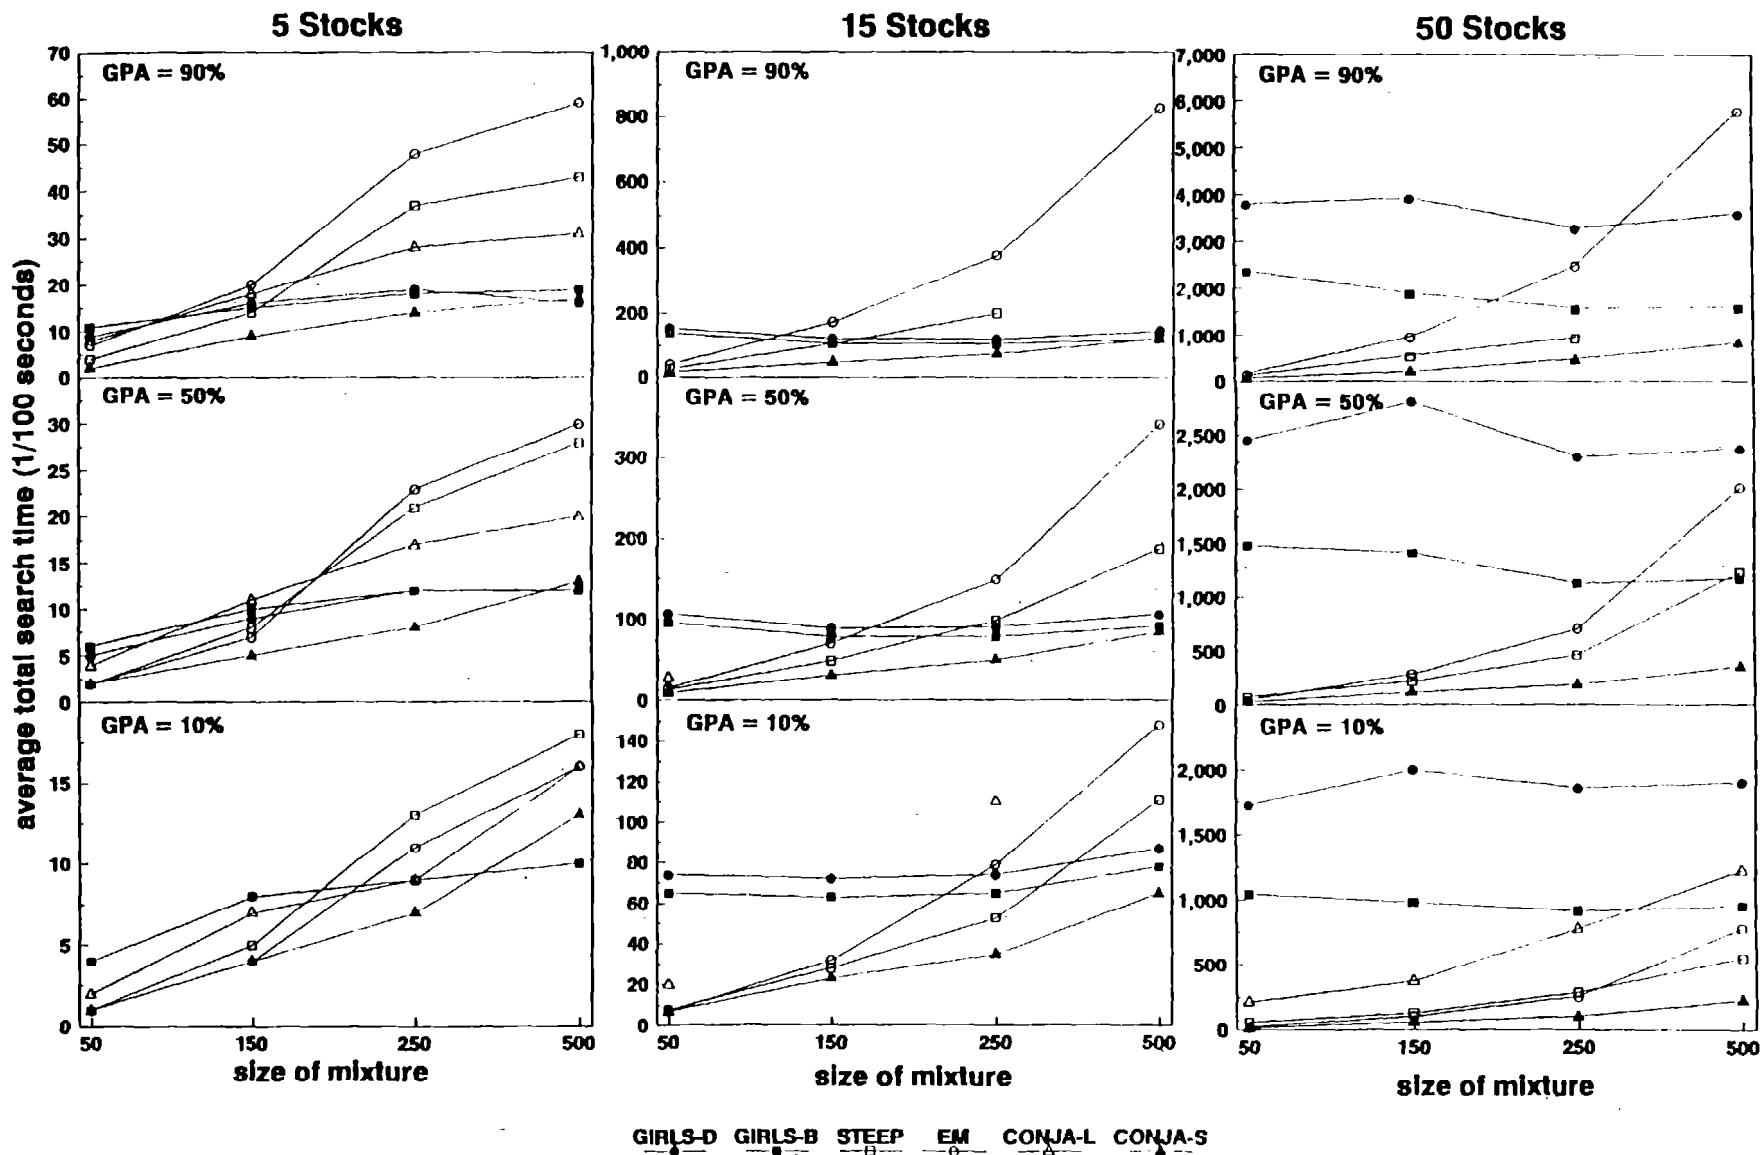 5 Stocks
15 Stocks
50 Stocks
average total search time (1/100 seconds)
GPA = 90%
70
60
50
40
30
20
10
0
GPA = 50%
30
25
20
15
10
5
0
GPA = 10%
15
10
5
0
50 150 250 500
size of mixture
GPA = 90%
1,000
800
600
400
200
0
GPA = 50%
300
200
100
0
GPA = 10%
140
120
100
80
60
40
20
0
50 150 250 500
size of mixture
GPA = 90%
7,000
6,000
5,000
4,000
3,000
2,000
1,000
0
GPA = 50%
2,500
2,000
1,500
1,000
500
0
GPA = 10%
2,000
1,500
1,000
500
0
50 150 250 500
size of mixture
GIRLS-D GIRLS-B STEEP EM CONJA-L CONJA-S